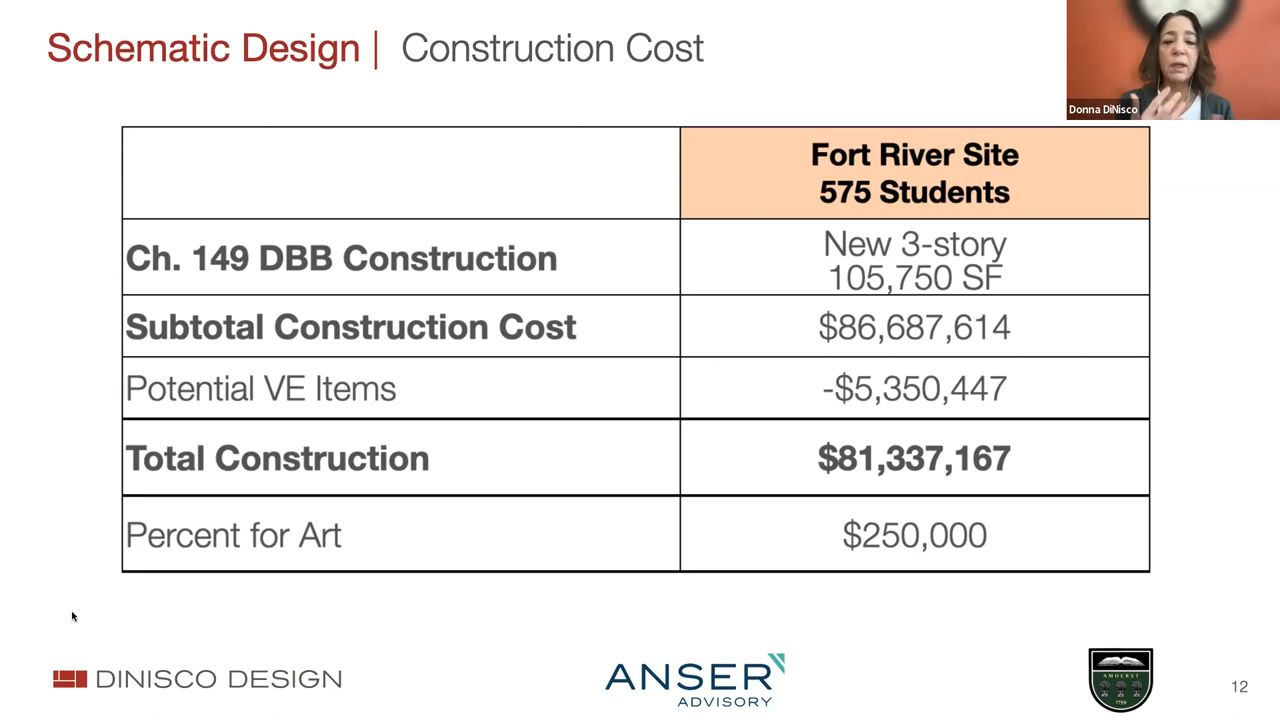 Schematic Design | Construction Cost
Donna DiNisco
Fort River Site
575 Students
Ch. 149 DBB Construction
New 3-story
105,750 SF
Subtotal Construction Cost
$86,687,614
Potential VE Items
-$5,350,447
Total Construction
$81,337,167
Percent for Art
$250,000
DINISCO DESIGN
ANSER
ADVISORY
AMHERST
1759
12